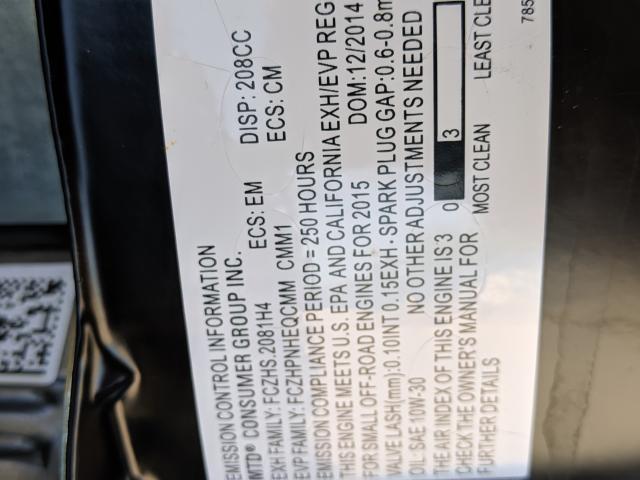 EMISSION CONTROL INFORMATION
MTD® CONSUMER GROUP INC. DISP: 208CC
EXH FAMILY: FCZHS.2081H4 ECS: EM ECS: CM
EVP FAMILY: FCZHPNHEQCMM CMM1
EMISSION COMPLIANCE PERIOD = 250 HOURS
THIS ENGINE MEETS U.S. EPA AND CALIFORNIA EXH/EVP REG
FOR SMALL OFF-ROAD ENGINES FOR 2015 DOM:12/2014
VALVE LASH(mm):0.10INT 0.15EXH · SPARK PLUG GAP:0.6-0.8m
OIL: SAE 10W-30 NO OTHER ADJUSTMENTS NEEDED
THE AIR INDEX OF THIS ENGINE IS:3 0 3
CHECK THE OWNER'S MANUAL FOR MOST CLEAN LEAST CLE
FURTHER DETAILS
785